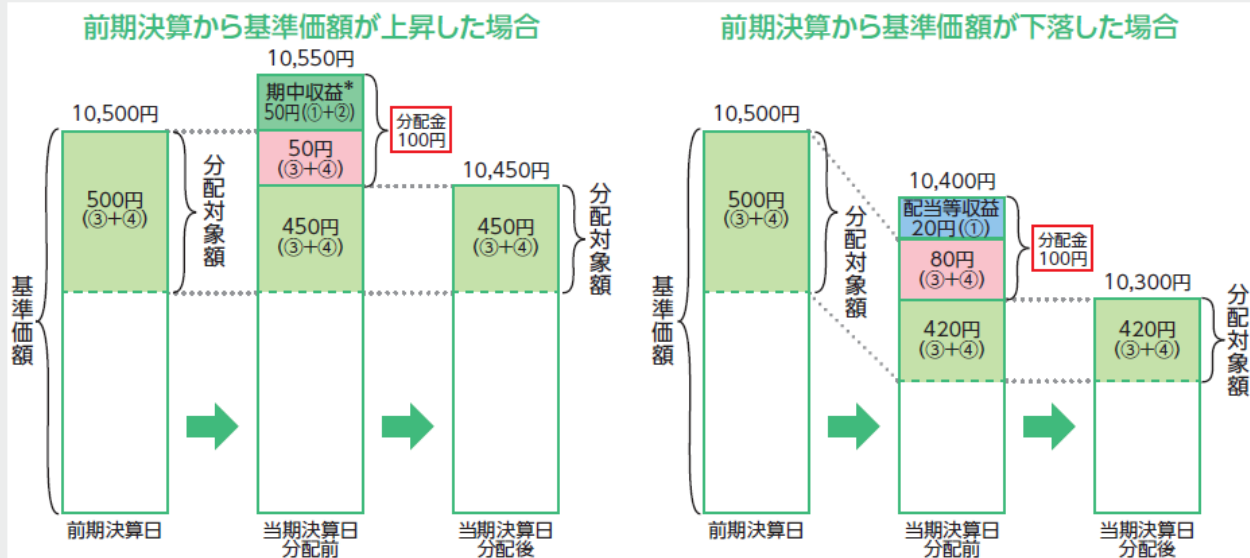 前期決算から基準価額が上昇した場合
10,550円
期中収益*
50円(①+②)
10,500円
分配金
100円
50円
(③+④)
10,450円
500円
(③+④)
分配対象額
450円
(③+④)
450円
(③+④)
分配対象額
基準価額
前期決算日
当期決算日
分配前
当期決算日
分配後
前期決算から基準価額が下落した場合
10,500円
10,400円
500円
(③+④)
分配対象額
配当等収益
20円(①)
分配金
100円
80円
(③+④)
10,300円
420円
(③+④)
420円
(③+④)
分配対象額
基準価額
前期決算日
当期決算日
分配前
当期決算日
分配後